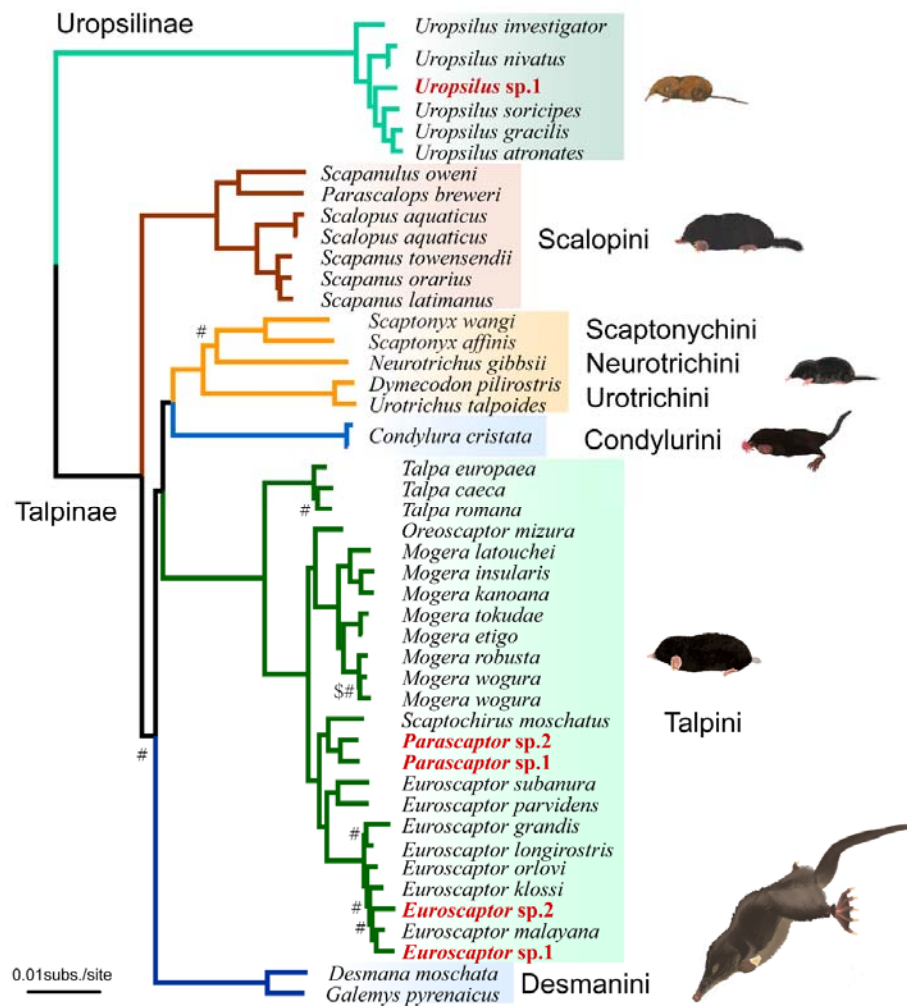 Uropsilinae
Uropsilus investigator
Uropsilus nivatus
Uropsilus sp.1
Uropsilus soricipes
Uropsilus gracilis
Uropsilus atronates
Scapanulus oweni
Parascalops breweri
Scalopus aquaticus
Scalopus aquaticus
Scapanus towensendii
Scapanus orarius
Scapanus latimanus
Scalopini
#
Scaptonyx wangi
Scaptonyx affinis
Neurotrichus gibbsii
Dymecodon pilirostris
Urotrichus talpoides
Scaptonychini
Neurotrichini
Urotrichini
Condylura cristata
Condylurini
Talpinae
Talpa europaea
Talpa caeca
Talpa romana
#
Oreoscaptor mizura
Mogera latouchei
Mogera insularis
Mogera kanoana
Mogera tokudae
Mogera etigo
Mogera robusta
Mogera wogura
Mogera wogura
$#
Scaptochirus moschatus
Parascaptor sp.2
Parascaptor sp.1
Talpini
#
Euroscaptor subanura
Euroscaptor parvidens
Euroscaptor grandis
#
Euroscaptor longirostris
Euroscaptor orlovi
Euroscaptor klossi
#
Euroscaptor sp.2
#
Euroscaptor malayana
Euroscaptor sp.1
0.01subs./site
Desmana moschata
Galemys pyrenaicus
Desmanini